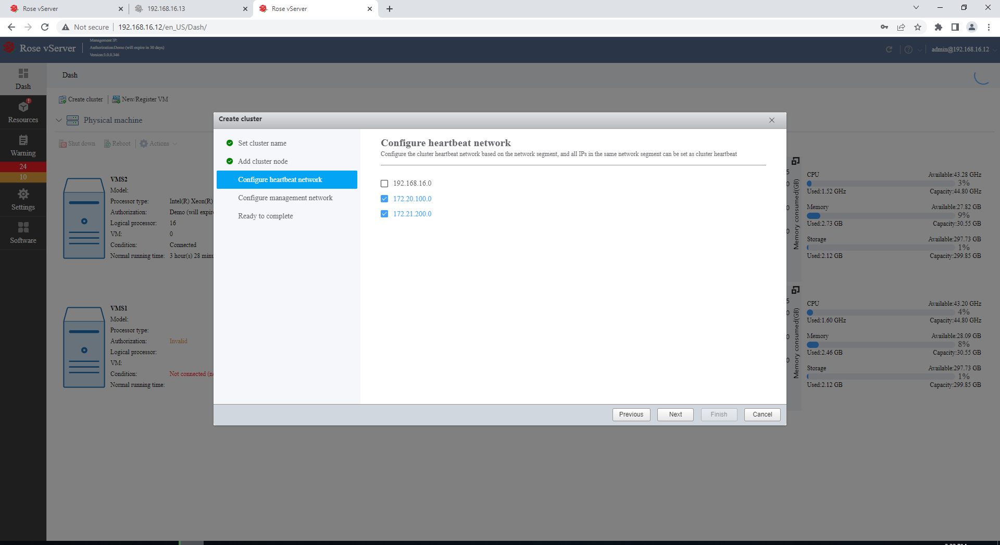 Rose vServer
192.168.16.13
Rose vServer
Not secure
192.168.16.12/en_US/Dash/
Rose vServer
Management IP:
Authorization:Demo (will expire in 30 days)
Version:3.0.0.346
admin@192.168.16.12
Dash
Resources
Warning
24
10
Settings
Software
Dash
Create cluster
New/Register VM
Physical machine
Shut down
Reboot
Actions
VMS2
Model:
Processor type: Intel(R) Xeon(R)
Authorization: Demo (will expire
Logical processor: 16
VM: 0
Condition: Connected
Normal running time: 3 hour(s) 28 minu
VMS1
Model:
Processor type:
Authorization: Invalid
Logical processor:
VM:
Condition: Not connected (n
Normal running time:
Create cluster
Set cluster name
Add cluster node
Configure heartbeat network
Configure management network
Ready to complete
Configure heartbeat network
Configure the cluster heartbeat network based on the network segment, and all IPs in the same network segment can be set as cluster heartbeat
192.168.16.0
172.20.100.0
172.21.200.0
Previous
Next
Finish
Cancel
5
0
0
0
Memory consumed(GB)
CPU Available:43.28 GHz
3%
Used:1.52 GHz Capacity:44.80 GHz
Memory Available:27.82 GB
9%
Used:2.73 GB Capacity:30.55 GB
Storage Available:297.73 GB
1%
Used:2.12 GB Capacity:299.85 GB
5
0
0
0
Memory consumed(GB)
CPU Available:43.20 GHz
4%
Used:1.60 GHz Capacity:44.80 GHz
Memory Available:28.09 GB
8%
Used:2.46 GB Capacity:30.55 GB
Storage Available:297.73 GB
1%
Used:2.12 GB Capacity:299.85 GB